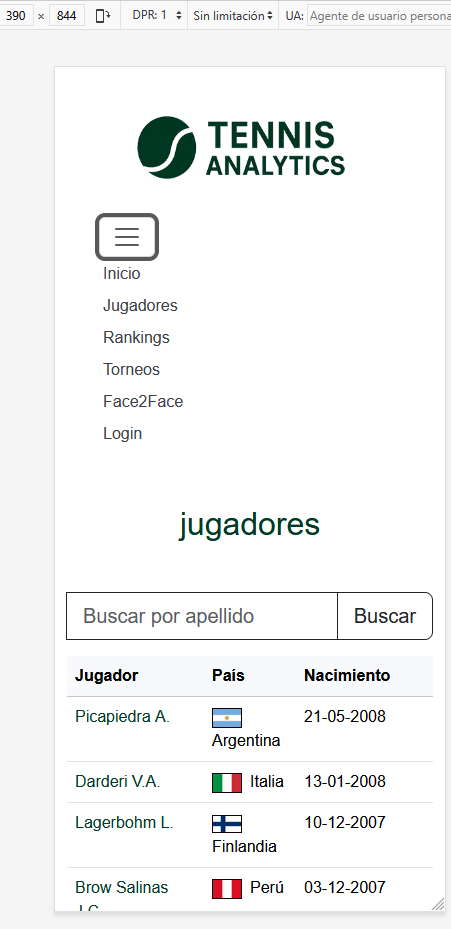 390 × 844 DPR: 1 Sin limitación UA: Agente de usuario persona
TENNIS
ANALYTICS
Inicio
Jugadores
Rankings
Torneos
Face2Face
Login
jugadores
Buscar por apellido Buscar
Jugador País Nacimiento
Picapiedra A. Argentina 21-05-2008
Darderi V.A. Italia 13-01-2008
Lagerbohm L. Finlandia 10-12-2007
Brow Salinas Perú 03-12-2007